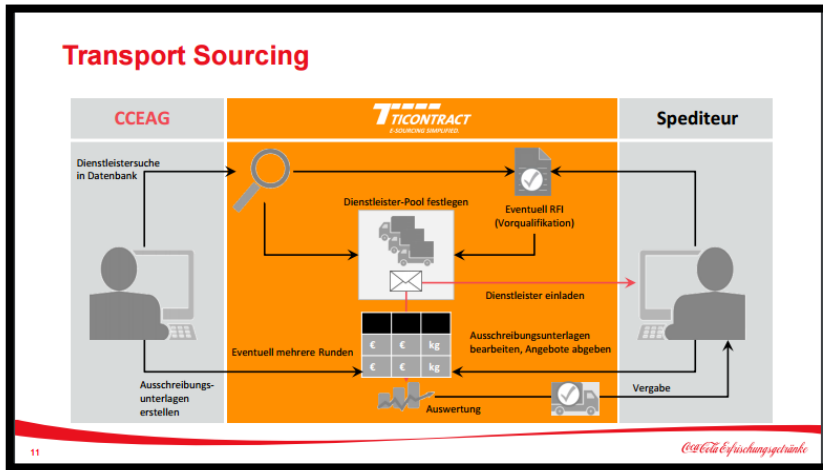 Transport Sourcing
CCEAG
TICONTRACT
E-SOURCING SIMPLIFIED.
Spediteur
Dienstleistersuche
in Datenbank
Dienstleister-Pool festlegen
Eventuell RFI
(Vorqualifikation)
Dienstleister einladen
Eventuell mehrere Runden
€ € kg
€ € kg
Ausschreibungsunterlagen
bearbeiten, Angebote abgeben
Ausschreibungs-
unterlagen
erstellen
Auswertung
Vergabe
11
Coca-Cola Erfrischungsgetränke